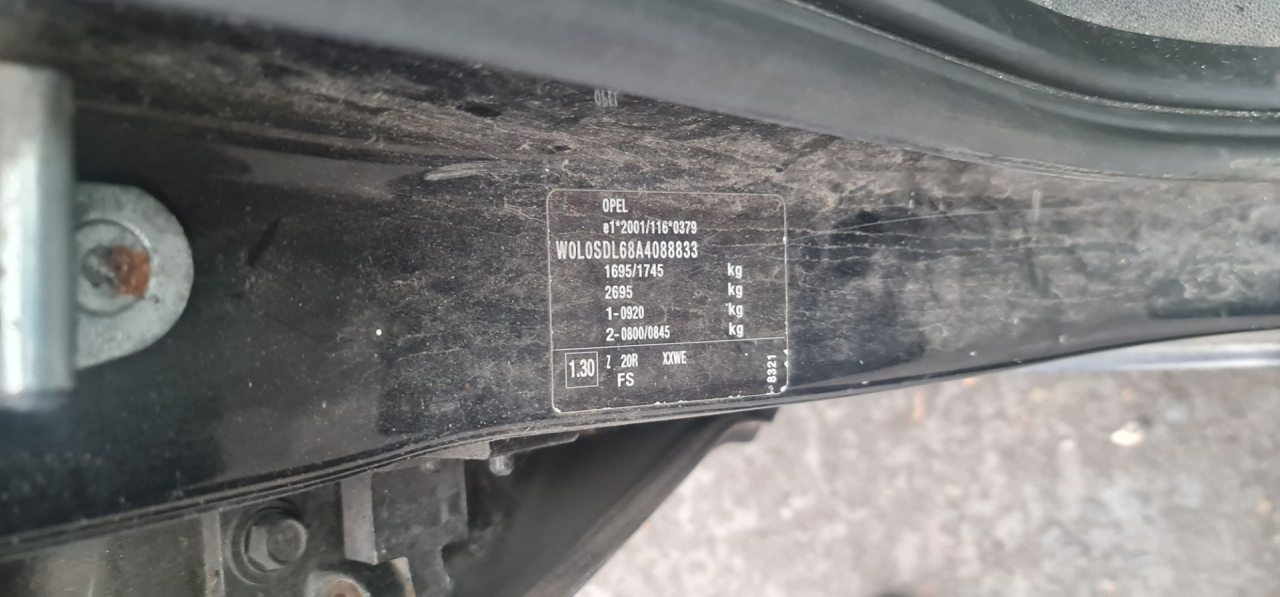 OPEL
e1*2001/116*0379
W0L0SDL68A4088833
1695/1745 kg
2695 kg
1-0920 kg
2-0800/0845 kg
1.30 Z 20R XXWE
FS
8321